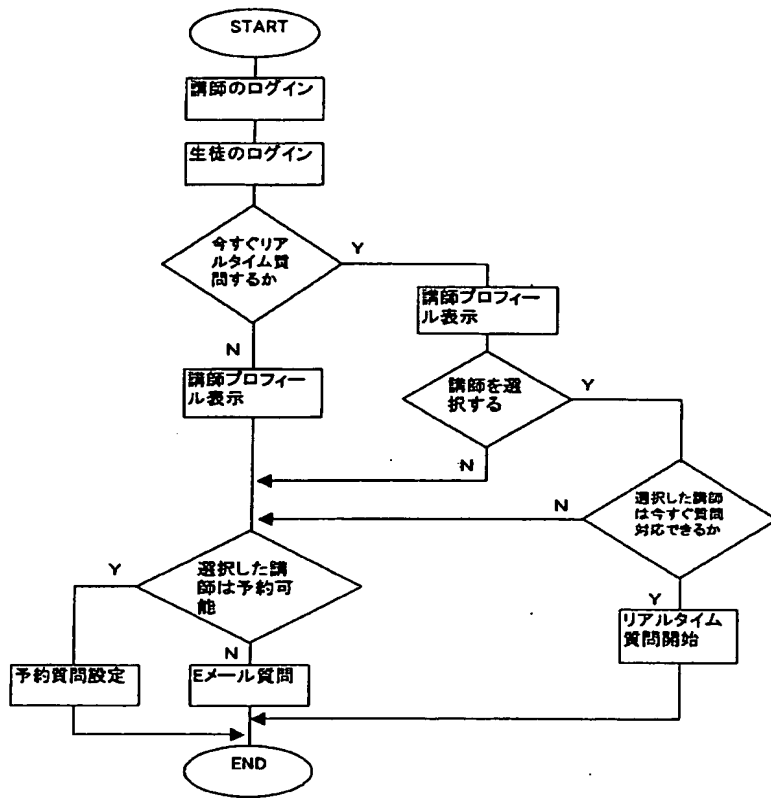 START
講師のログイン
生徒のログイン
今すぐリア
ルタイム質
問するか
Y
N
講師プロフィー
ル表示
講師プロフィー
ル表示
講師を選
択する
Y
N
選択した講師
は今すぐ質問
対応できるか
N
Y
選択した講
師は予約可
能
Y
N
リアルタイム
質問開始
予約質問設定
Eメール質問
END